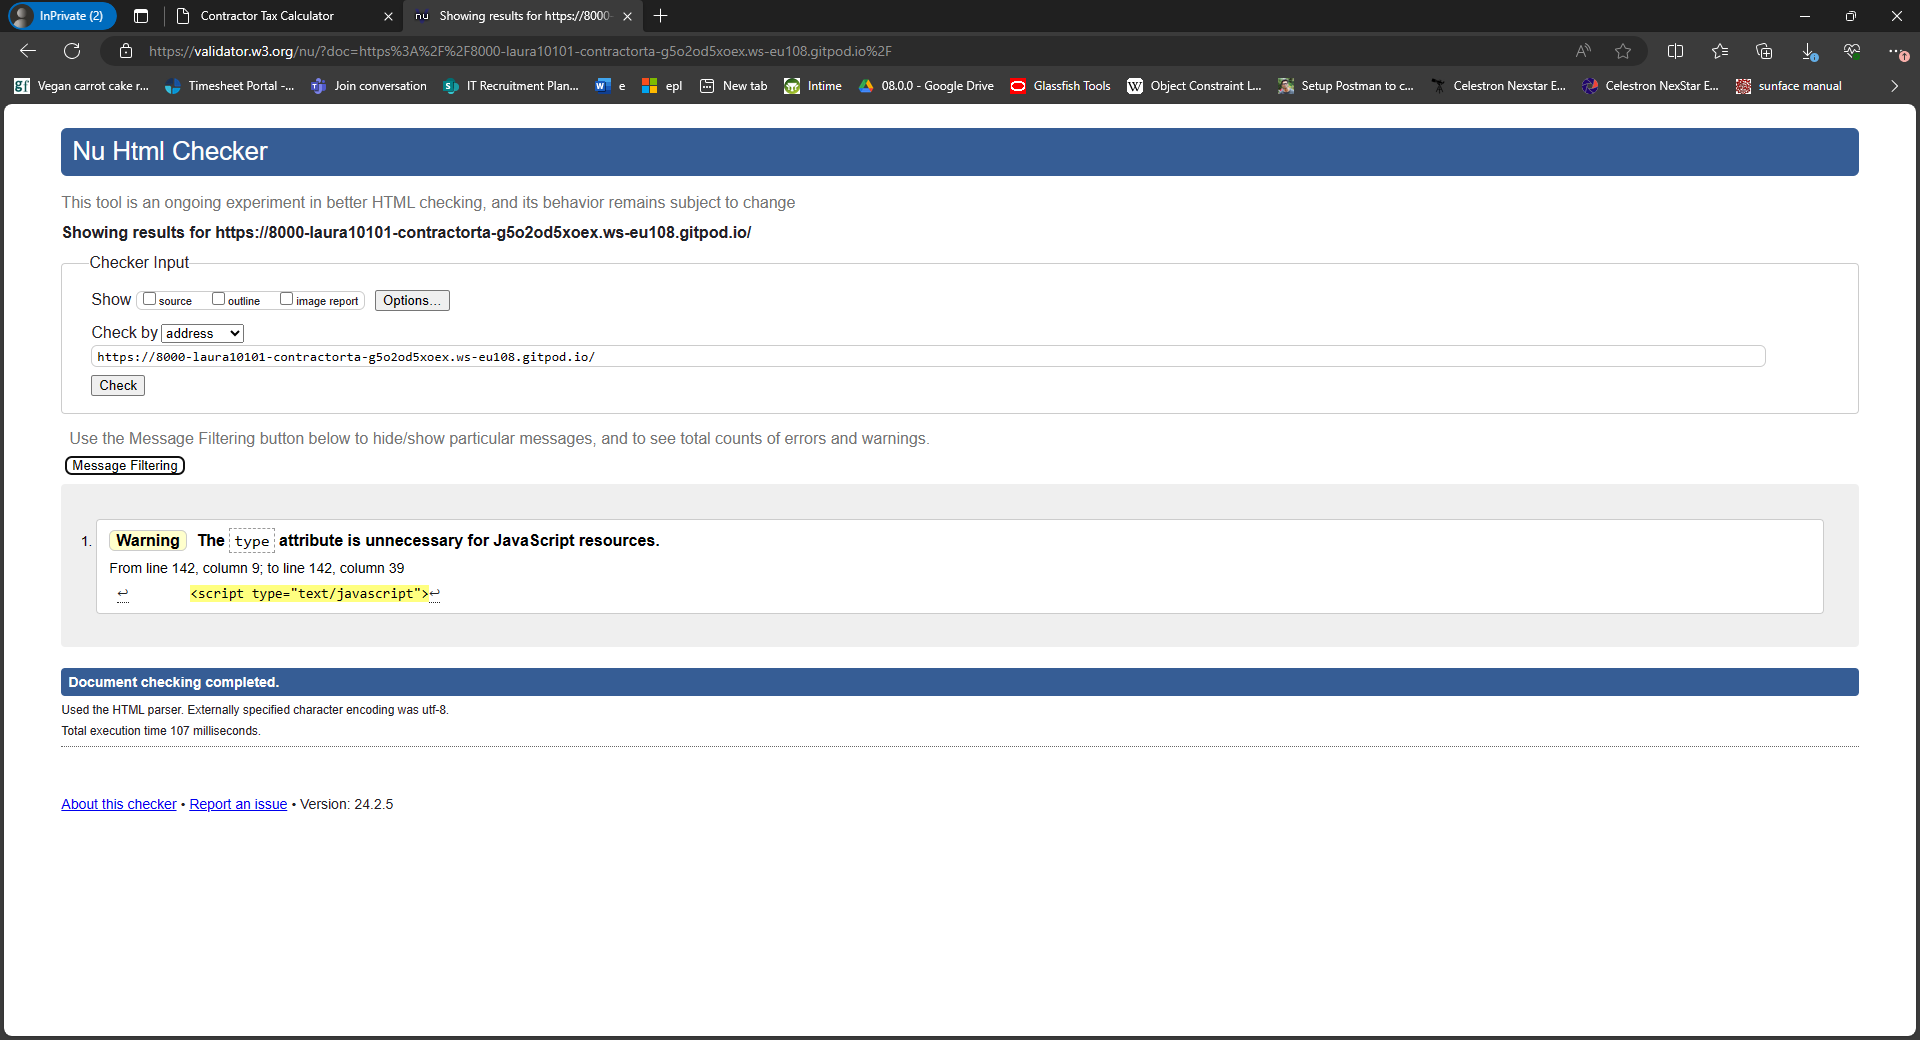 InPrivate (2)
Contractor Tax Calculator
nu
Showing results for https://8000-
https://validator.w3.org/nu/?doc=https%3A%2F%2F8000-laura10101-contractorta-g5o2od5xoex.ws-eu108.gitpod.io%2F
gf Vegan carrot cake r... Timesheet Portal -... Join conversation IT Recruitment Plan... e epl New tab Intime 08.0.0 - Google Drive Glassfish Tools W Object Constraint L... Setup Postman to c... Celestron Nexstar E... Celestron NexStar E... sunface manual
Nu Html Checker
This tool is an ongoing experiment in better HTML checking, and its behavior remains subject to change
Showing results for https://8000-laura10101-contractorta-g5o2od5xoex.ws-eu108.gitpod.io/
Checker Input
Show source outline image report Options...
Check by address
https://8000-laura10101-contractorta-g5o2od5xoex.ws-eu108.gitpod.io/
Check
Use the Message Filtering button below to hide/show particular messages, and to see total counts of errors and warnings.
Message Filtering
1. Warning The type attribute is unnecessary for JavaScript resources.
From line 142, column 9; to line 142, column 39
↩ <script type="text/javascript">↩
Document checking completed.
Used the HTML parser. Externally specified character encoding was utf-8.
Total execution time 107 milliseconds.
About this checker • Report an issue • Version: 24.2.5